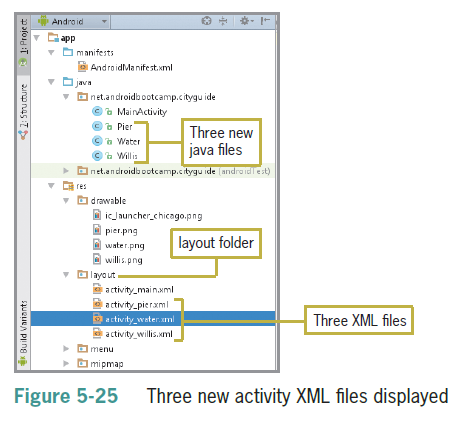 Android
1: Project
app
manifests
AndroidManifest.xml
java
2: Structure
net.androidbootcamp.cityguide
MainActivity
Pier
Water
Willis
Three new
java files
net.androidbootcamp.cityguide (androidTest)
res
drawable
ic_launcher_chicago.png
pier.png
water.png
willis.png
layout folder
layout
activity_main.xml
activity_pier.xml
activity_water.xml
activity_willis.xml
Three XML files
Build Variants
menu
mipmap
Figure 5-25 Three new activity XML files displayed